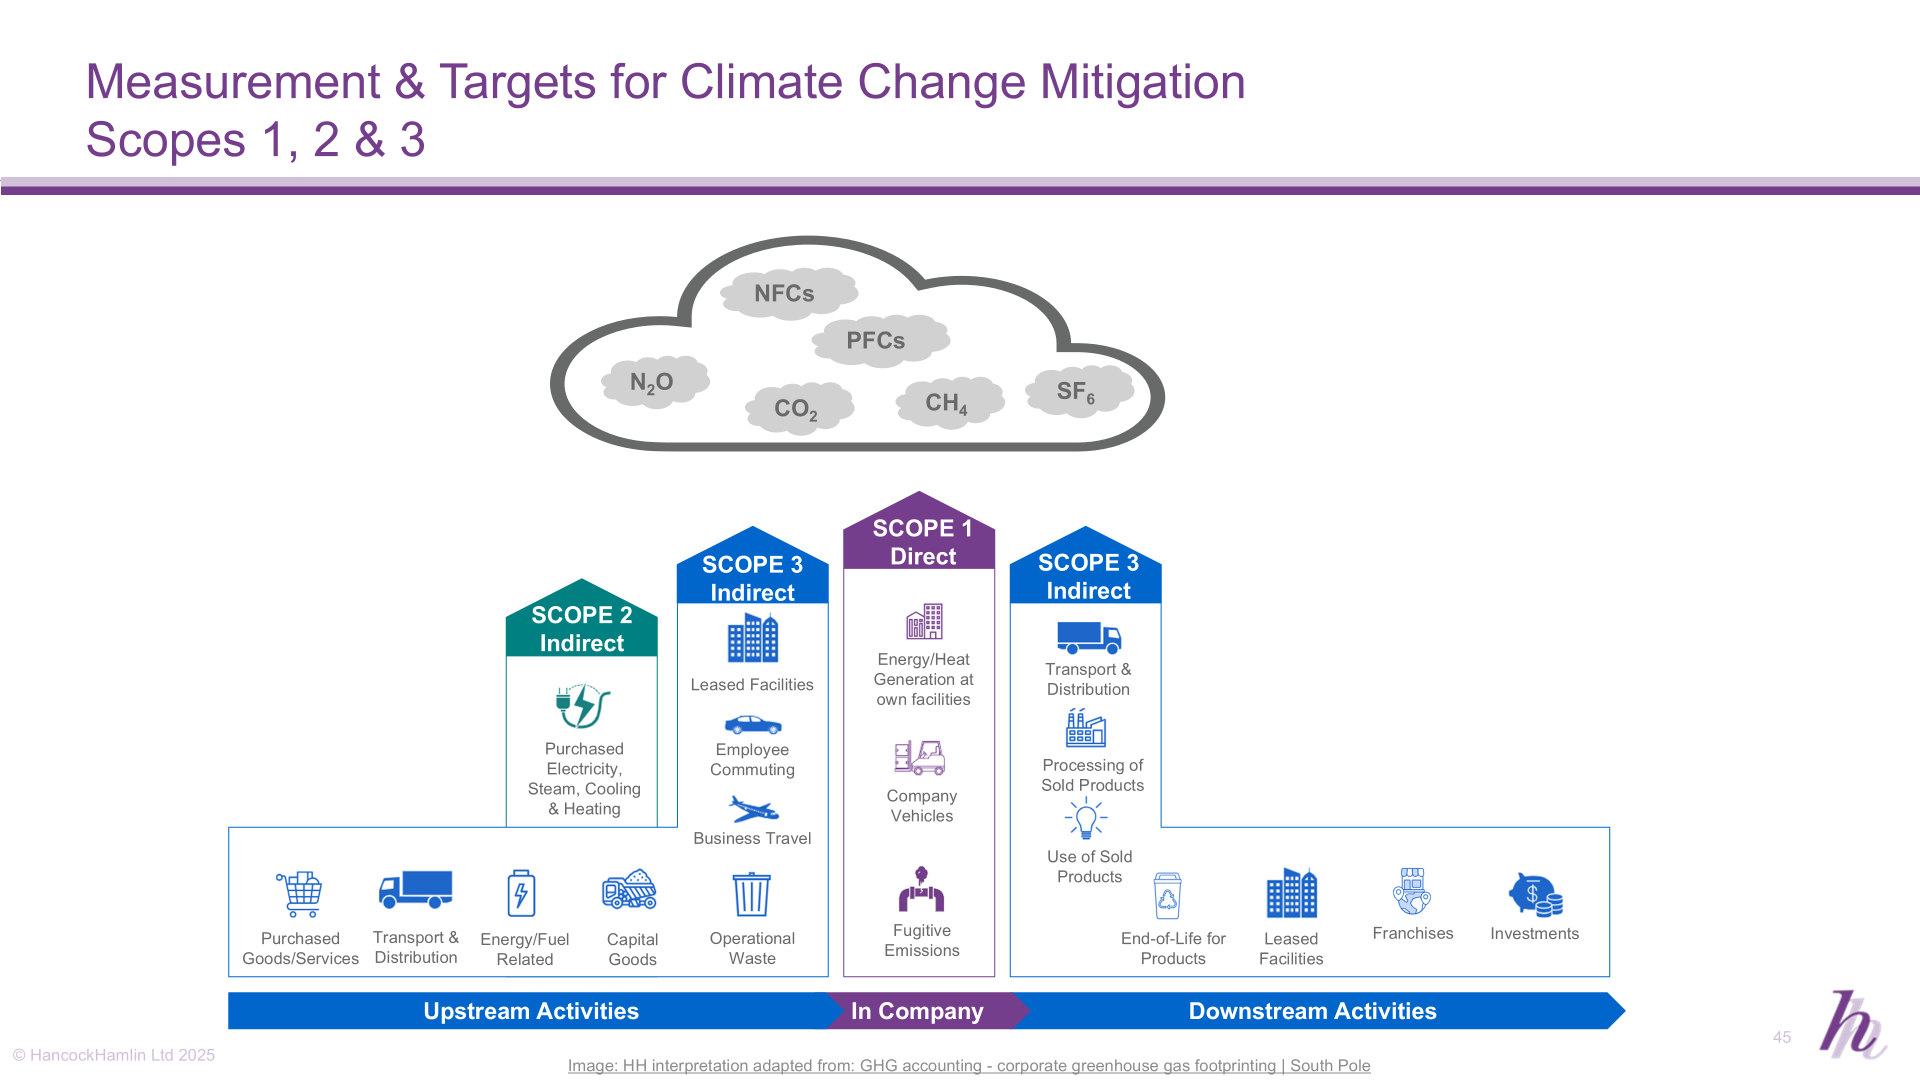 Measurement & Targets for Climate Change Mitigation
Scopes 1, 2 & 3
NFCs
PFCs
N₂O
CO₂
CH₄
SF₆
SCOPE 2
Indirect
Purchased
Electricity,
Steam, Cooling
& Heating
SCOPE 3
Indirect
Leased Facilities
Employee
Commuting
Business Travel
Purchased
Goods/Services
Transport &
Distribution
Energy/Fuel
Related
Capital
Goods
Operational
Waste
SCOPE 1
Direct
Energy/Heat
Generation at
own facilities
Company
Vehicles
Fugitive
Emissions
SCOPE 3
Indirect
Transport &
Distribution
Processing of
Sold Products
Use of Sold
Products
End-of-Life for
Products
Leased
Facilities
Franchises
Investments
Upstream Activities
In Company
Downstream Activities
© HancockHamlin Ltd 2025
Image: HH interpretation adapted from: GHG accounting - corporate greenhouse gas footprinting | South Pole
45
hh